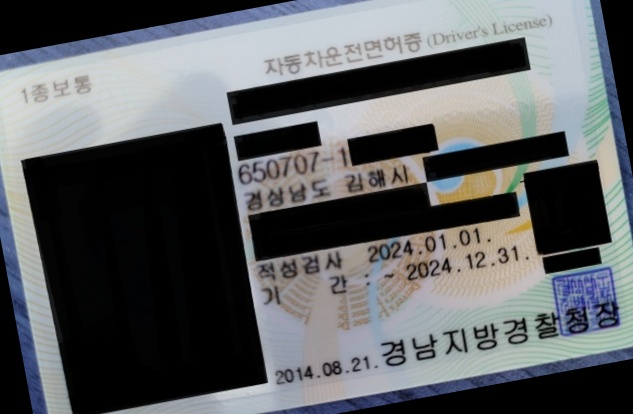 자동차운전면허증 (Driver's License)
1종보통
650707-1
경상남도 김해시
적성검사 2024.01.01.
기 간 : ~ 2024.12.31.
2014.08.21. 경남지방경찰청장